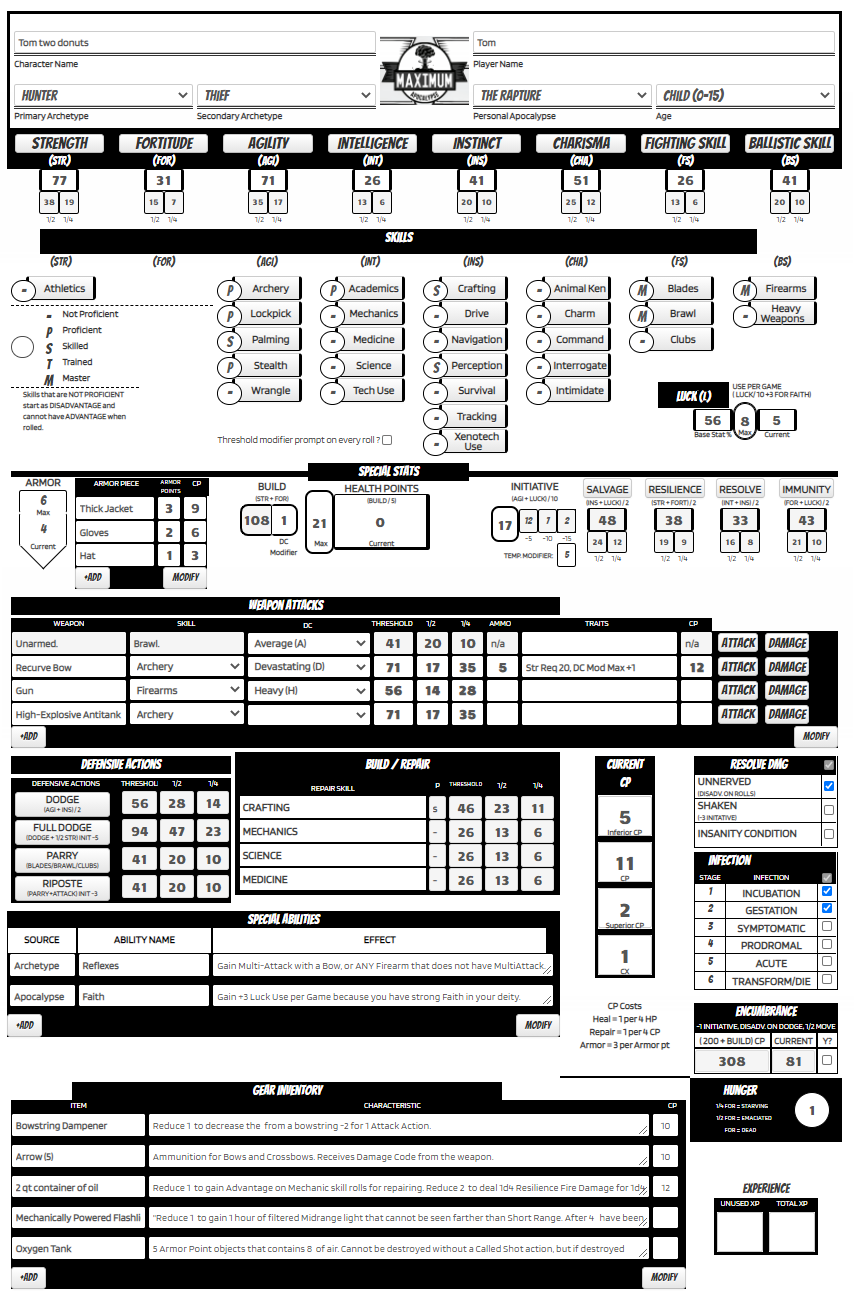 Tom two donuts
Tom
Character Name
Player Name
MAXIMUM
APOCALYPSE
HUNTER
THIEF
THE RAPTURE
CHILD (0-15)
Primary Archetype
Secondary Archetype
Personal Apocalypse
Age
STRENGTH FORTITUDE AGILITY INTELLIGENCE INSTINCT CHARISMA FIGHTING SKILL BALLISTIC SKILL
(STR) (FOR) (AGI) (INT) (INS) (CHA) (FS) (BS)
77 31 71 26 41 51 26 41
38 19 15 7 35 17 13 6 20 10 25 12 13 6 20 10
1/2 1/4 1/2 1/4 1/2 1/4 1/2 1/4 1/2 1/4 1/2 1/4 1/2 1/4 1/2 1/4
SKILLS
(STR) (FOR) (AGI) (INT) (INS) (CHA) (FS) (BS)
- Athletics
P Archery
P Academics
S Crafting
- Animal Ken
M Blades
M Firearms
P Lockpick
- Mechanics
- Drive
- Charm
M Brawl
- Heavy Weapons
S Palming
- Medicine
- Navigation
- Command
- Clubs
P Stealth
- Science
S Perception
- Interrogate
- Wrangle
- Tech Use
- Survival
- Intimidate
- Tracking
- Xenotech Use
- Not Proficient
P Proficient
S Skilled
T Trained
M Master
Skills that are NOT PROFICIENT
start as DISADVANTAGE and
cannot have ADVANTAGE when
rolled.
Threshold modifier prompt on every roll ?
LUCK (L)
USE PER GAME
( LUCK/ 10 +3 FOR FAITH)
56 8 5
Base Stat % Max Current
SPECIAL STATS
ARMOR
6
Max
4
Current
ARMOR PIECE ARMOR POINTS CP
Thick Jacket 3 9
Gloves 2 6
Hat 1 3
+ADD MODIFY
BUILD
(STR + FOR)
108 1
DC
Modifier
HEALTH POINTS
(BUILD / 5)
21 0
Max Current
INITIATIVE
(AGI + LUCK) / 10
17 12 7 2
-5 -10 -15
TEMP. MODIFIER: 5
SALVAGE RESILIENCE RESOLVE IMMUNITY
(INS + LUCK) / 2 (STR + FORT) / 2 (INT + INS) / 2 (FOR + LUCK) / 2
48 38 33 43
24 12 19 9 16 8 21 10
1/2 1/4 1/2 1/4 1/2 1/4 1/2 1/4
WEAPON ATTACKS
WEAPON SKILL DC THRESHOLD 1/2 1/4 AMMO TRAITS CP
Unarmed. Brawl. Average (A) 41 20 10 n/a n/a ATTACK DAMAGE
Recurve Bow Archery Devastating (D) 71 17 35 5 Str Req 20, DC Mod Max +1 12 ATTACK DAMAGE
Gun Firearms Heavy (H) 56 14 28 ATTACK DAMAGE
High-Explosive Antitank Archery 71 17 35 ATTACK DAMAGE
+ADD MODIFY
DEFENSIVE ACTIONS
DEFENSIVE ACTIONS THRESHOL 1/2 1/4
DODGE
(AGI + INS) / 2
56 28 14
FULL DODGE
(DODGE + 1/2 STR) INIT -5
94 47 23
PARRY
(BLADES/BRAWL/CLUBS)
41 20 10
RIPOSTE
(PARRY+ATTACK) INIT -3
41 20 10
BUILD / REPAIR
REPAIR SKILL P THRESHOLD 1/2 1/4
CRAFTING S 46 23 11
MECHANICS - 26 13 6
SCIENCE - 26 13 6
MEDICINE - 26 13 6
CURRENT
CP
5
Inferior CP
11
CP
2
Superior CP
1
CX
CP Costs
Heal = 1 per 4 HP
Repair = 1 per 4 CP
Armor = 3 per Armor pt
RESOLVE DMG
UNNERVED
(DISADV. ON ROLLS)
SHAKEN
(-3 INITATIVE)
INSANITY CONDITION
INFECTION
STAGE INFECTION
1 INCUBATION
2 GESTATION
3 SYMPTOMATIC
4 PRODROMAL
5 ACUTE
6 TRANSFORM/DIE
SPECIAL ABILITIES
SOURCE ABILITY NAME EFFECT
Archetype Reflexes Gain Multi-Attack with a Bow, or ANY Firearm that does not have MultiAttack.
Apocalypse Faith Gain +3 Luck Use per Game because you have strong Faith in your deity.
+ADD MODIFY
ENCUMBRANCE
-1 INITIATIVE, DISADV. ON DODGE, 1/2 MOVE
( 200 + BUILD) CP CURRENT Y?
308 81
HUNGER
1/4 FOR = STARVING
1/2 FOR = EMACIATED
FOR = DEAD
1
GEAR INVENTORY
ITEM CHARACTERISTIC CP
Bowstring Dampener Reduce 1 to decrease the from a bowstring -2 for 1 Attack Action. 10
Arrow (5) Ammunition for Bows and Crossbows. Receives Damage Code from the weapon. 10
2 qt container of oil Reduce 1 to gain Advantage on Mechanic skill rolls for repairing. Reduce 2 to deal 1d4 Resilience Fire Damage for 1d4 12
Mechanically Powered Flashli "Reduce 1 to gain 1 hour of filtered Midrange light that cannot be seen farther than Short Range. After 4 have been
Oxygen Tank 5 Armor Point objects that contains 8 of air. Cannot be destroyed without a Called Shot action, but if destroyed
+ADD MODIFY
EXPERIENCE
UNUSED XP TOTAL XP